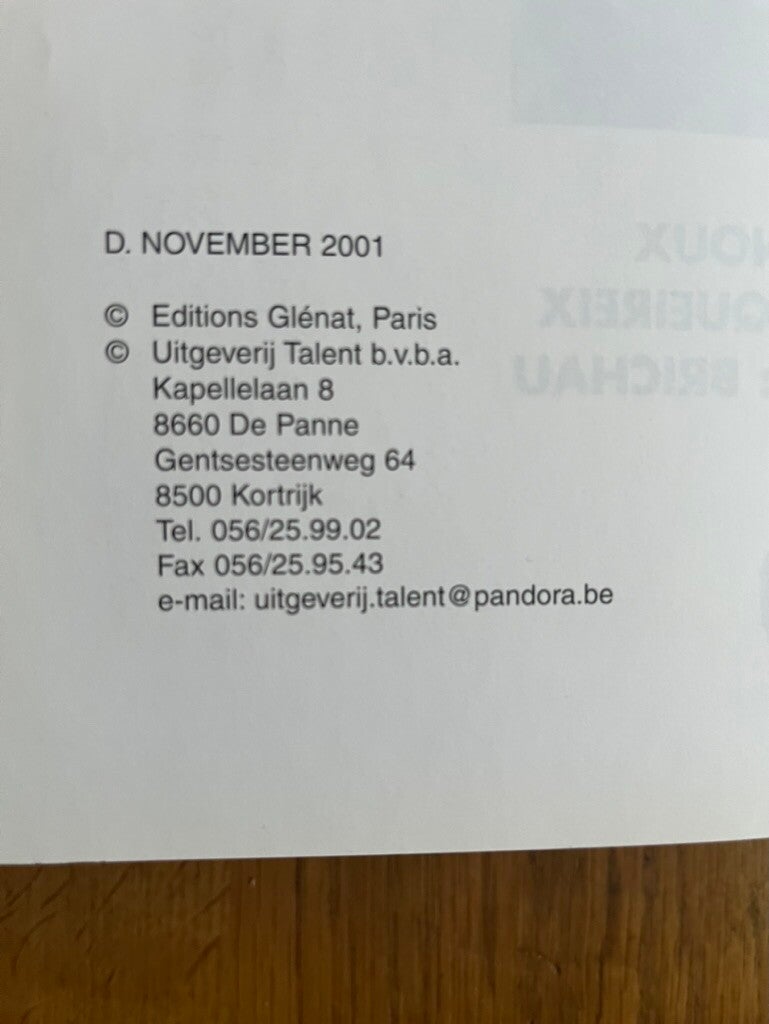 D. NOVEMBER 2001
© Editions Glénat, Paris
© Uitgeverij Talent b.v.b.a.
Kapellelaan 8
8660 De Panne
Gentsesteenweg 64
8500 Kortrijk
Tel. 056/25.99.02
Fax 056/25.95.43
e-mail: uitgeverij.talent@pandora.be